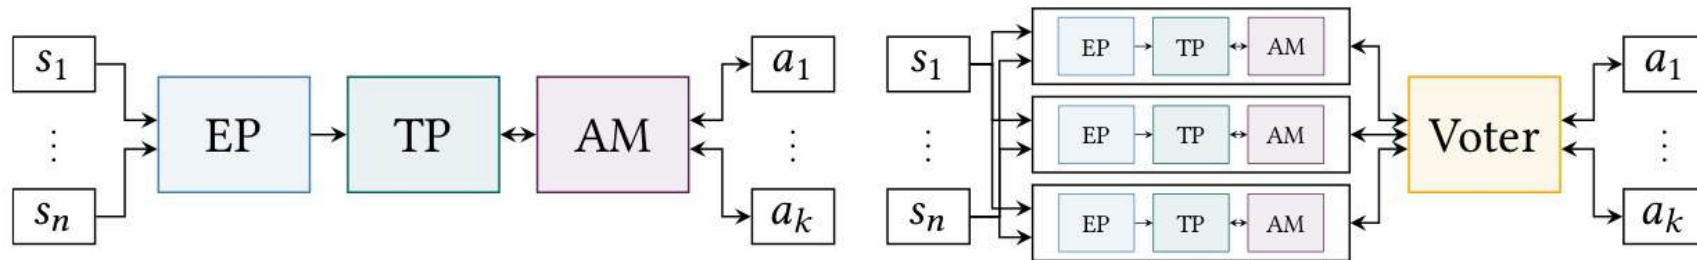 s1
⋮
sn
EP
TP
AM
a1
⋮
ak
s1
⋮
sn
EP
TP
AM
EP
TP
AM
EP
TP
AM
Voter
a1
⋮
ak